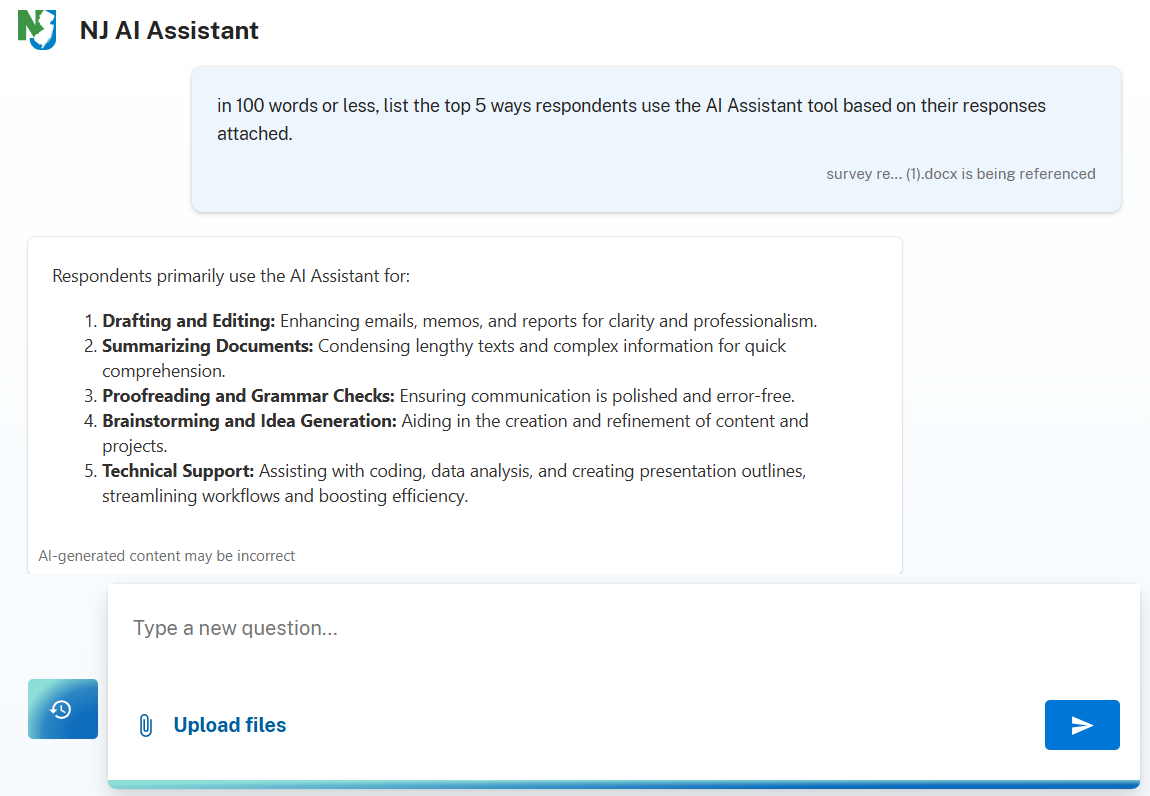 NJ AI Assistant
in 100 words or less, list the top 5 ways respondents use the AI Assistant tool based on their responses
attached.
survey re... (1).docx is being referenced
Respondents primarily use the AI Assistant for:
1. Drafting and Editing: Enhancing emails, memos, and reports for clarity and professionalism.
2. Summarizing Documents: Condensing lengthy texts and complex information for quick
comprehension.
3. Proofreading and Grammar Checks: Ensuring communication is polished and error-free.
4. Brainstorming and Idea Generation: Aiding in the creation and refinement of content and
projects.
5. Technical Support: Assisting with coding, data analysis, and creating presentation outlines,
streamlining workflows and boosting efficiency.
AI-generated content may be incorrect
Type a new question...
Upload files